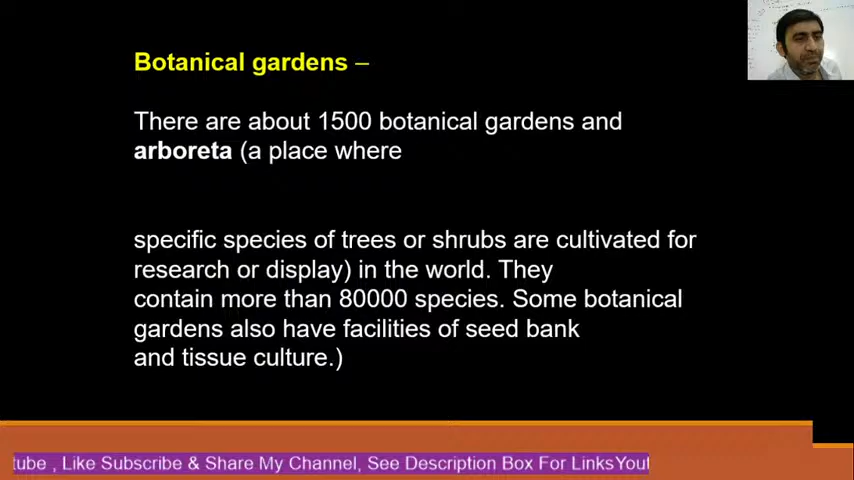 Botanical gardens –
There are about 1500 botanical gardens and
arboreta (a place where
specific species of trees or shrubs are cultivated for
research or display) in the world. They
contain more than 80000 species. Some botanical
gardens also have facilities of seed bank
and tissue culture.)
tube , Like Subscribe & Share My Channel, See Description Box For LinksYout